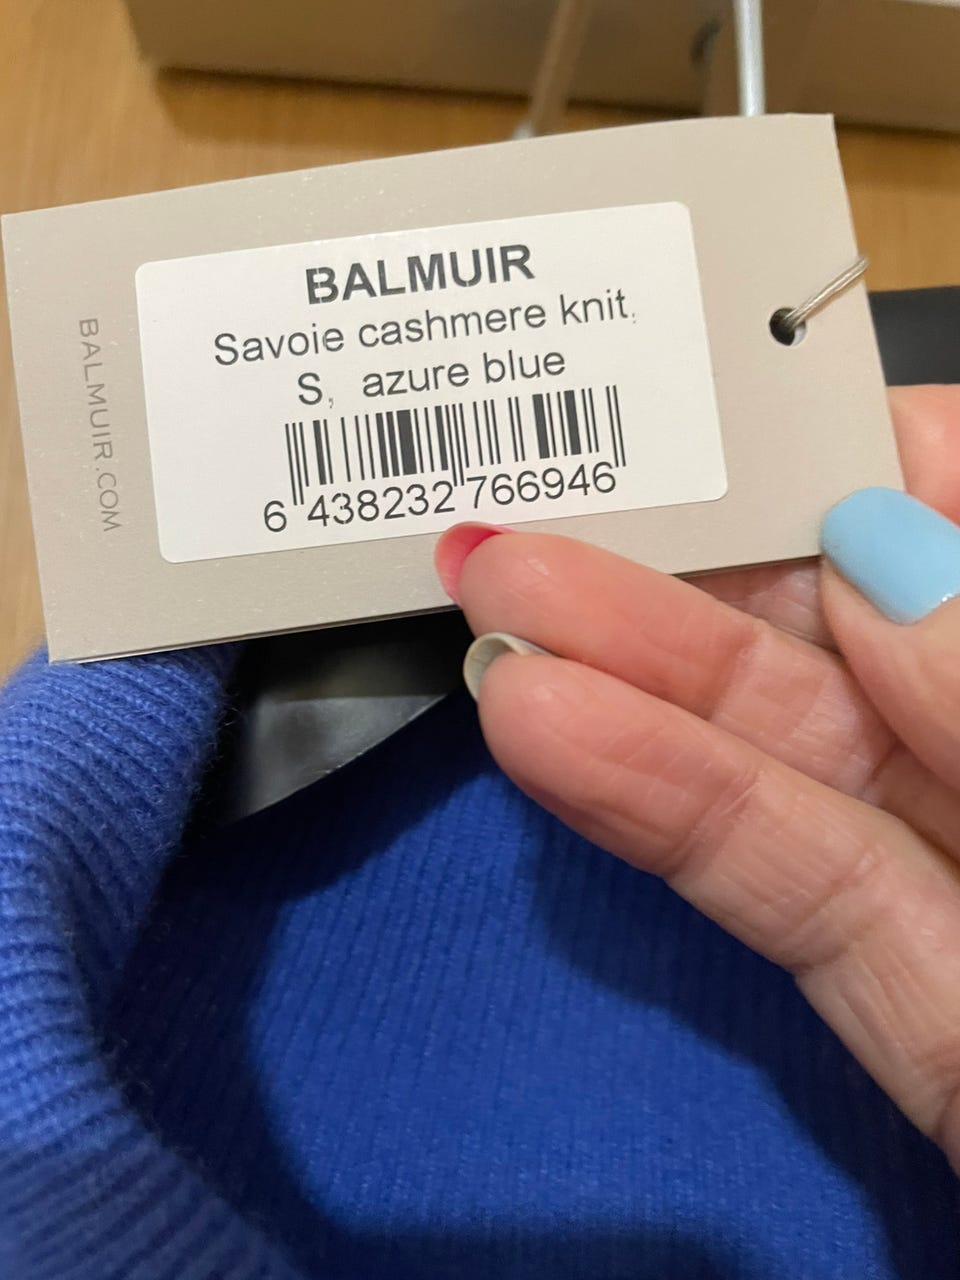 BALMUIR
Savoie cashmere knit,
S, azure blue
6 438232 766946
BALMUIR.COM